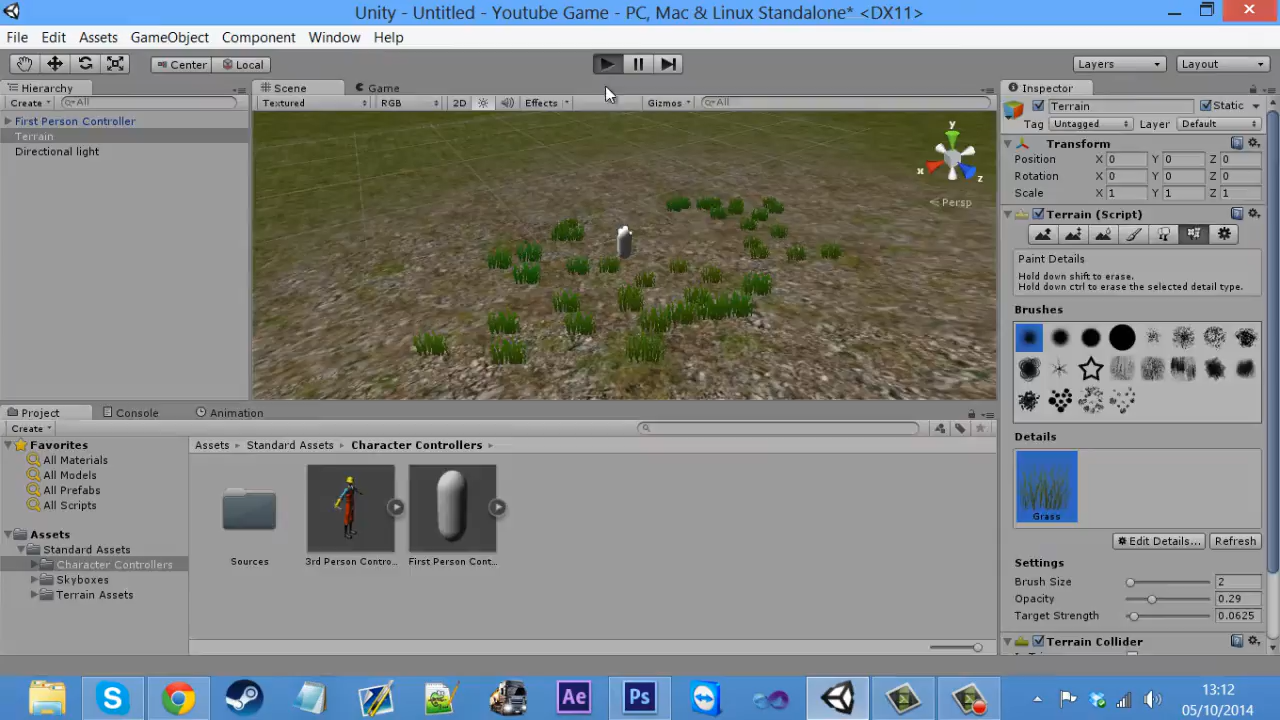 Unity - Untitled - Youtube Game - PC, Mac & Linux Standalone* <DX11>
File Edit Assets GameObject Component Window Help
Center Local Layers Layout
Hierarchy
Create All
First Person Controller
Terrain
Directional light
Scene Game
Textured RGB 2D Effects Gizmos All
y
x
z
Persp
Inspector
Terrain Static
Tag Untagged Layer Default
Transform
Position X 0 Y 0 Z 0
Rotation X 0 Y 0 Z 0
Scale X 1 Y 1 Z 1
Terrain (Script)
Paint Details
Hold down shift to erase.
Hold down ctrl to erase the selected detail type.
Brushes
Details
Grass
Edit Details... Refresh
Settings
Brush Size 2
Opacity 0.29
Target Strength 0.0625
Terrain Collider
Project Console Animation
Create
Favorites
All Materials
All Models
All Prefabs
All Scripts
Assets
Standard Assets
Character Controllers
Skyboxes
Terrain Assets
Assets Standard Assets Character Controllers
Sources 3rd Person Contro... First Person Cont...
Ae Ps
13:12
05/10/2014